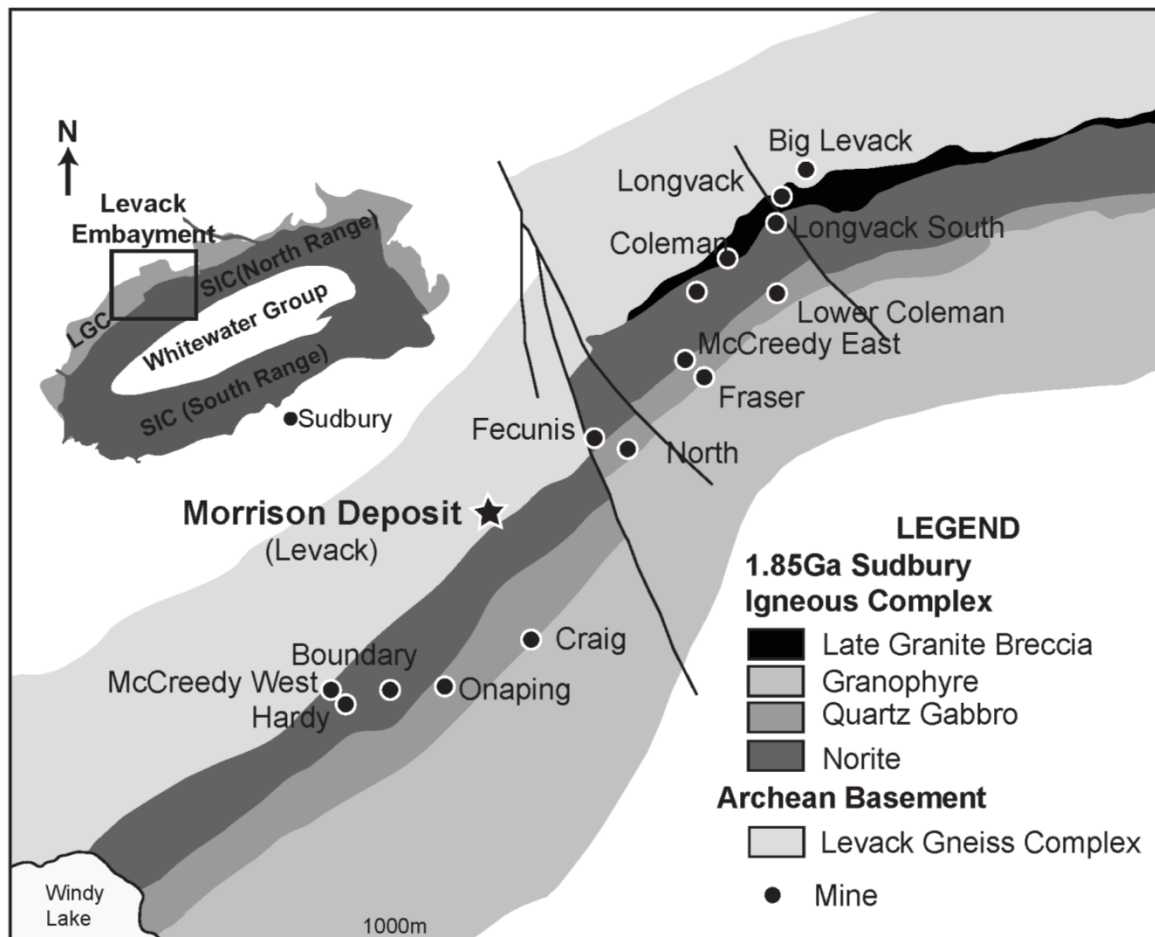 N
Levack
Embayment
SIC(North Range)
LGC
Whitewater Group
SIC (South Range)
Sudbury
Big Levack
Longvack
Longvack South
Coleman
Lower Coleman
McCreedy East
Fraser
Fecunis
North
Morrison Deposit
(Levack)
Craig
Boundary
McCreedy West
Onaping
Hardy
LEGEND
1.85Ga Sudbury
Igneous Complex
Late Granite Breccia
Granophyre
Quartz Gabbro
Norite
Archean Basement
Levack Gneiss Complex
Mine
Windy
Lake
1000m